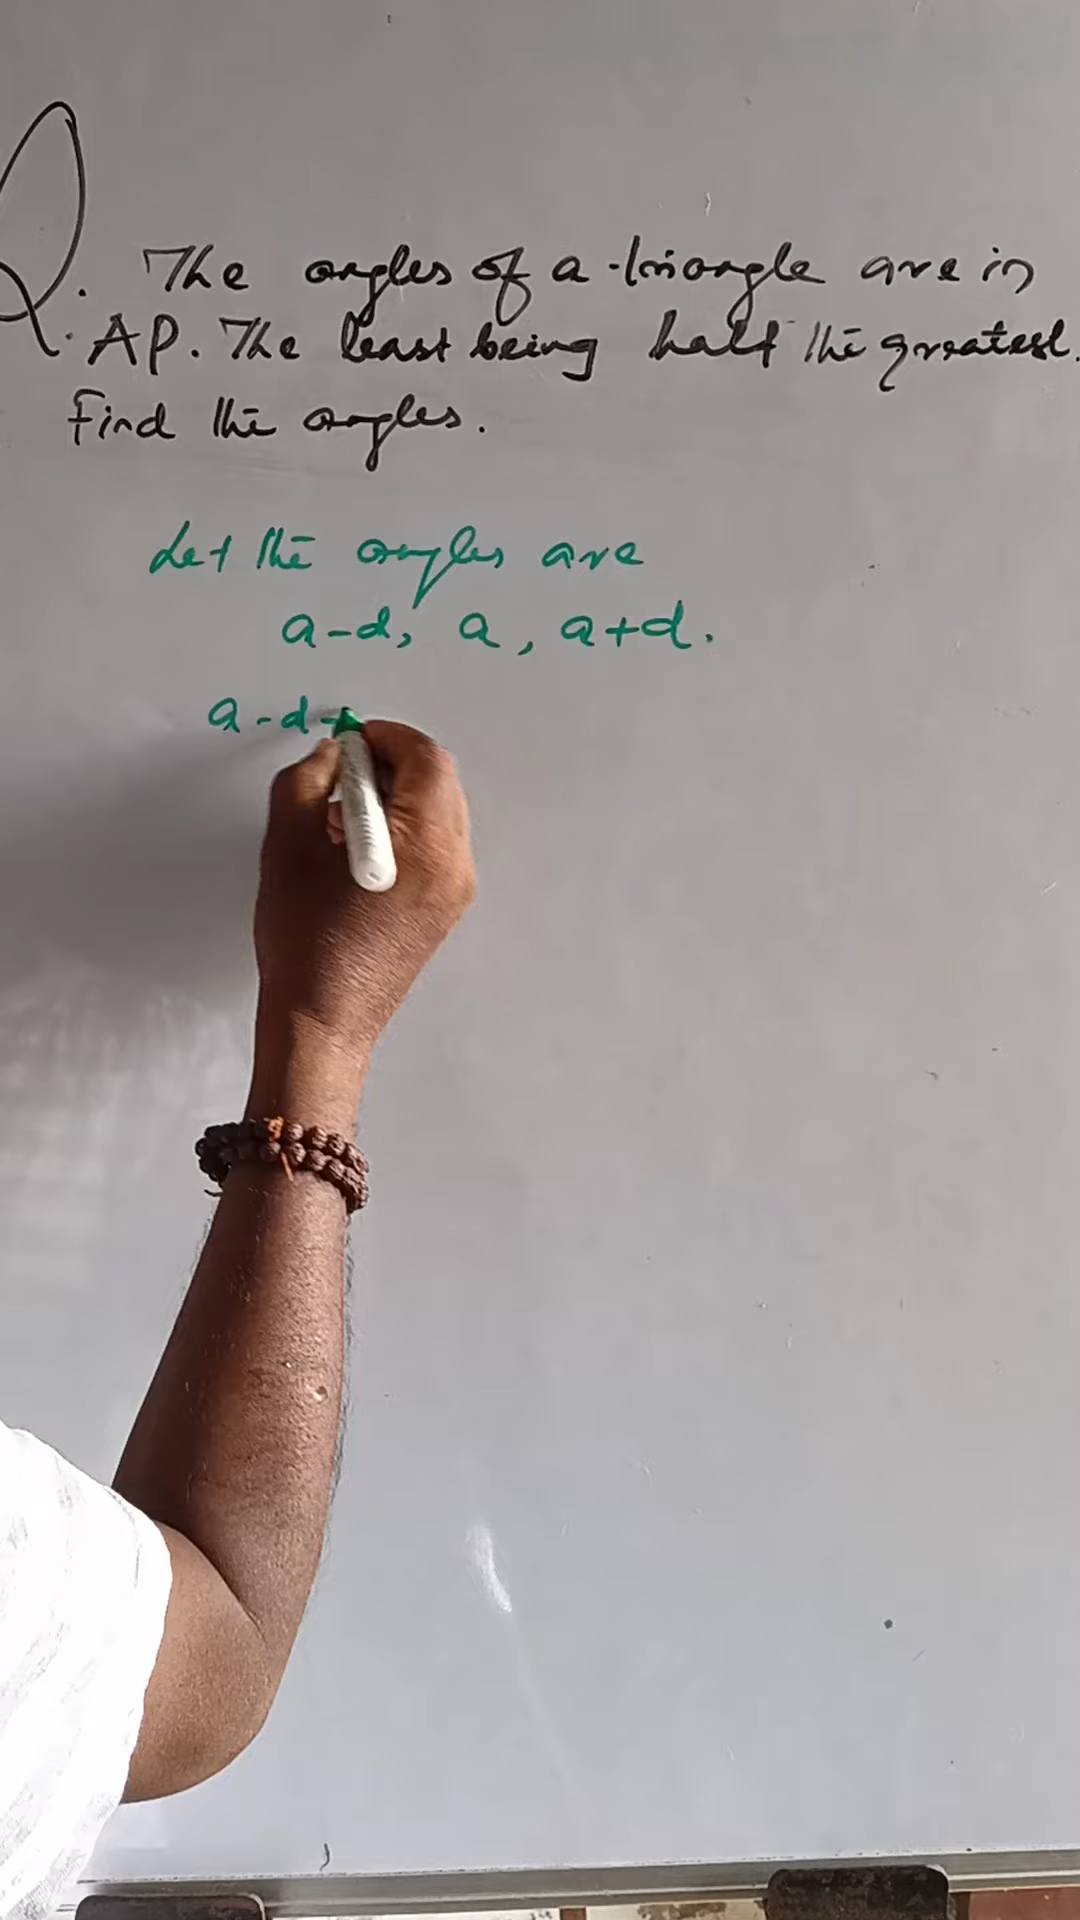 Q. The angles of a triangle are in
AP. The least being half the greatest.
Find the angles.
Let the angles are
a-d, a, a+d.
a-d